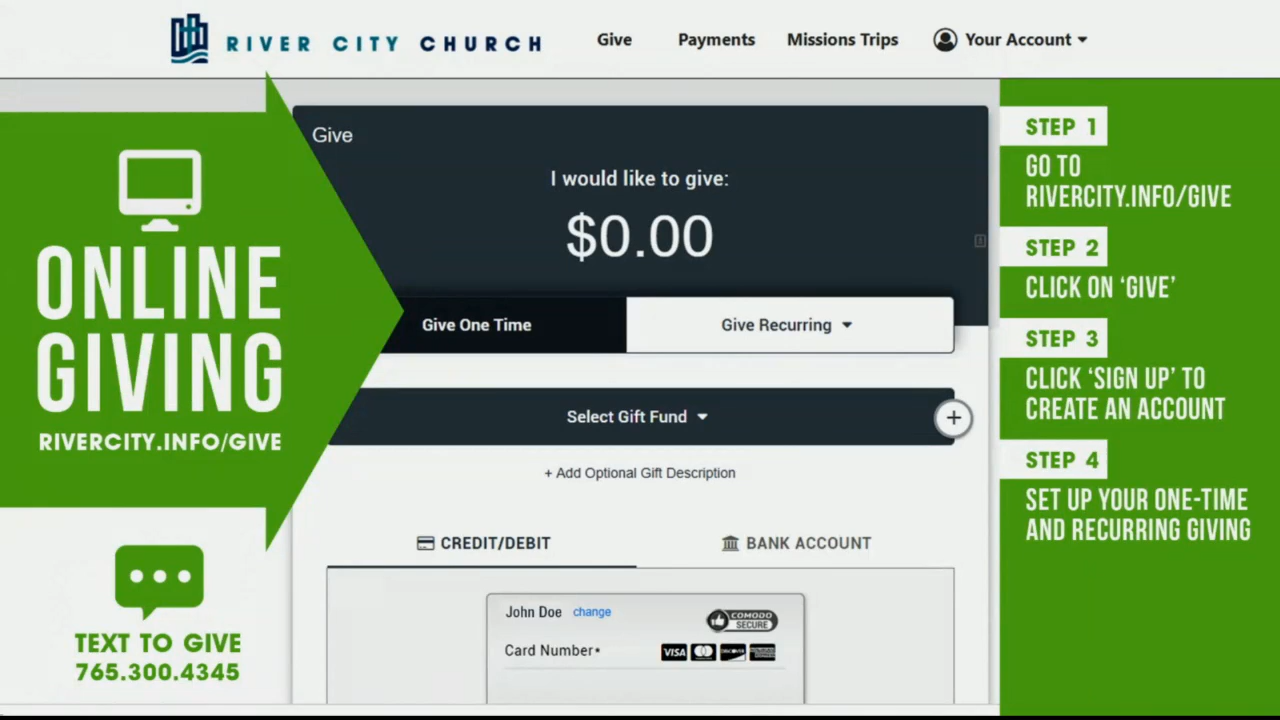 RIVER CITY CHURCH
Give
Payments
Missions Trips
Your Account
ONLINE
GIVING
RIVERCITY.INFO/GIVE
TEXT TO GIVE
765.300.4345
Give
I would like to give:
$0.00
Give One Time
Give Recurring
Select Gift Fund
+
+ Add Optional Gift Description
CREDIT/DEBIT
BANK ACCOUNT
John Doe change
COMODO
SECURE
Card Number•
VISA
DISCOVER
STEP 1
GO TO
RIVERCITY.INFO/GIVE
STEP 2
CLICK ON ‘GIVE’
STEP 3
CLICK ‘SIGN UP’ TO
CREATE AN ACCOUNT
STEP 4
SET UP YOUR ONE-TIME
AND RECURRING GIVING